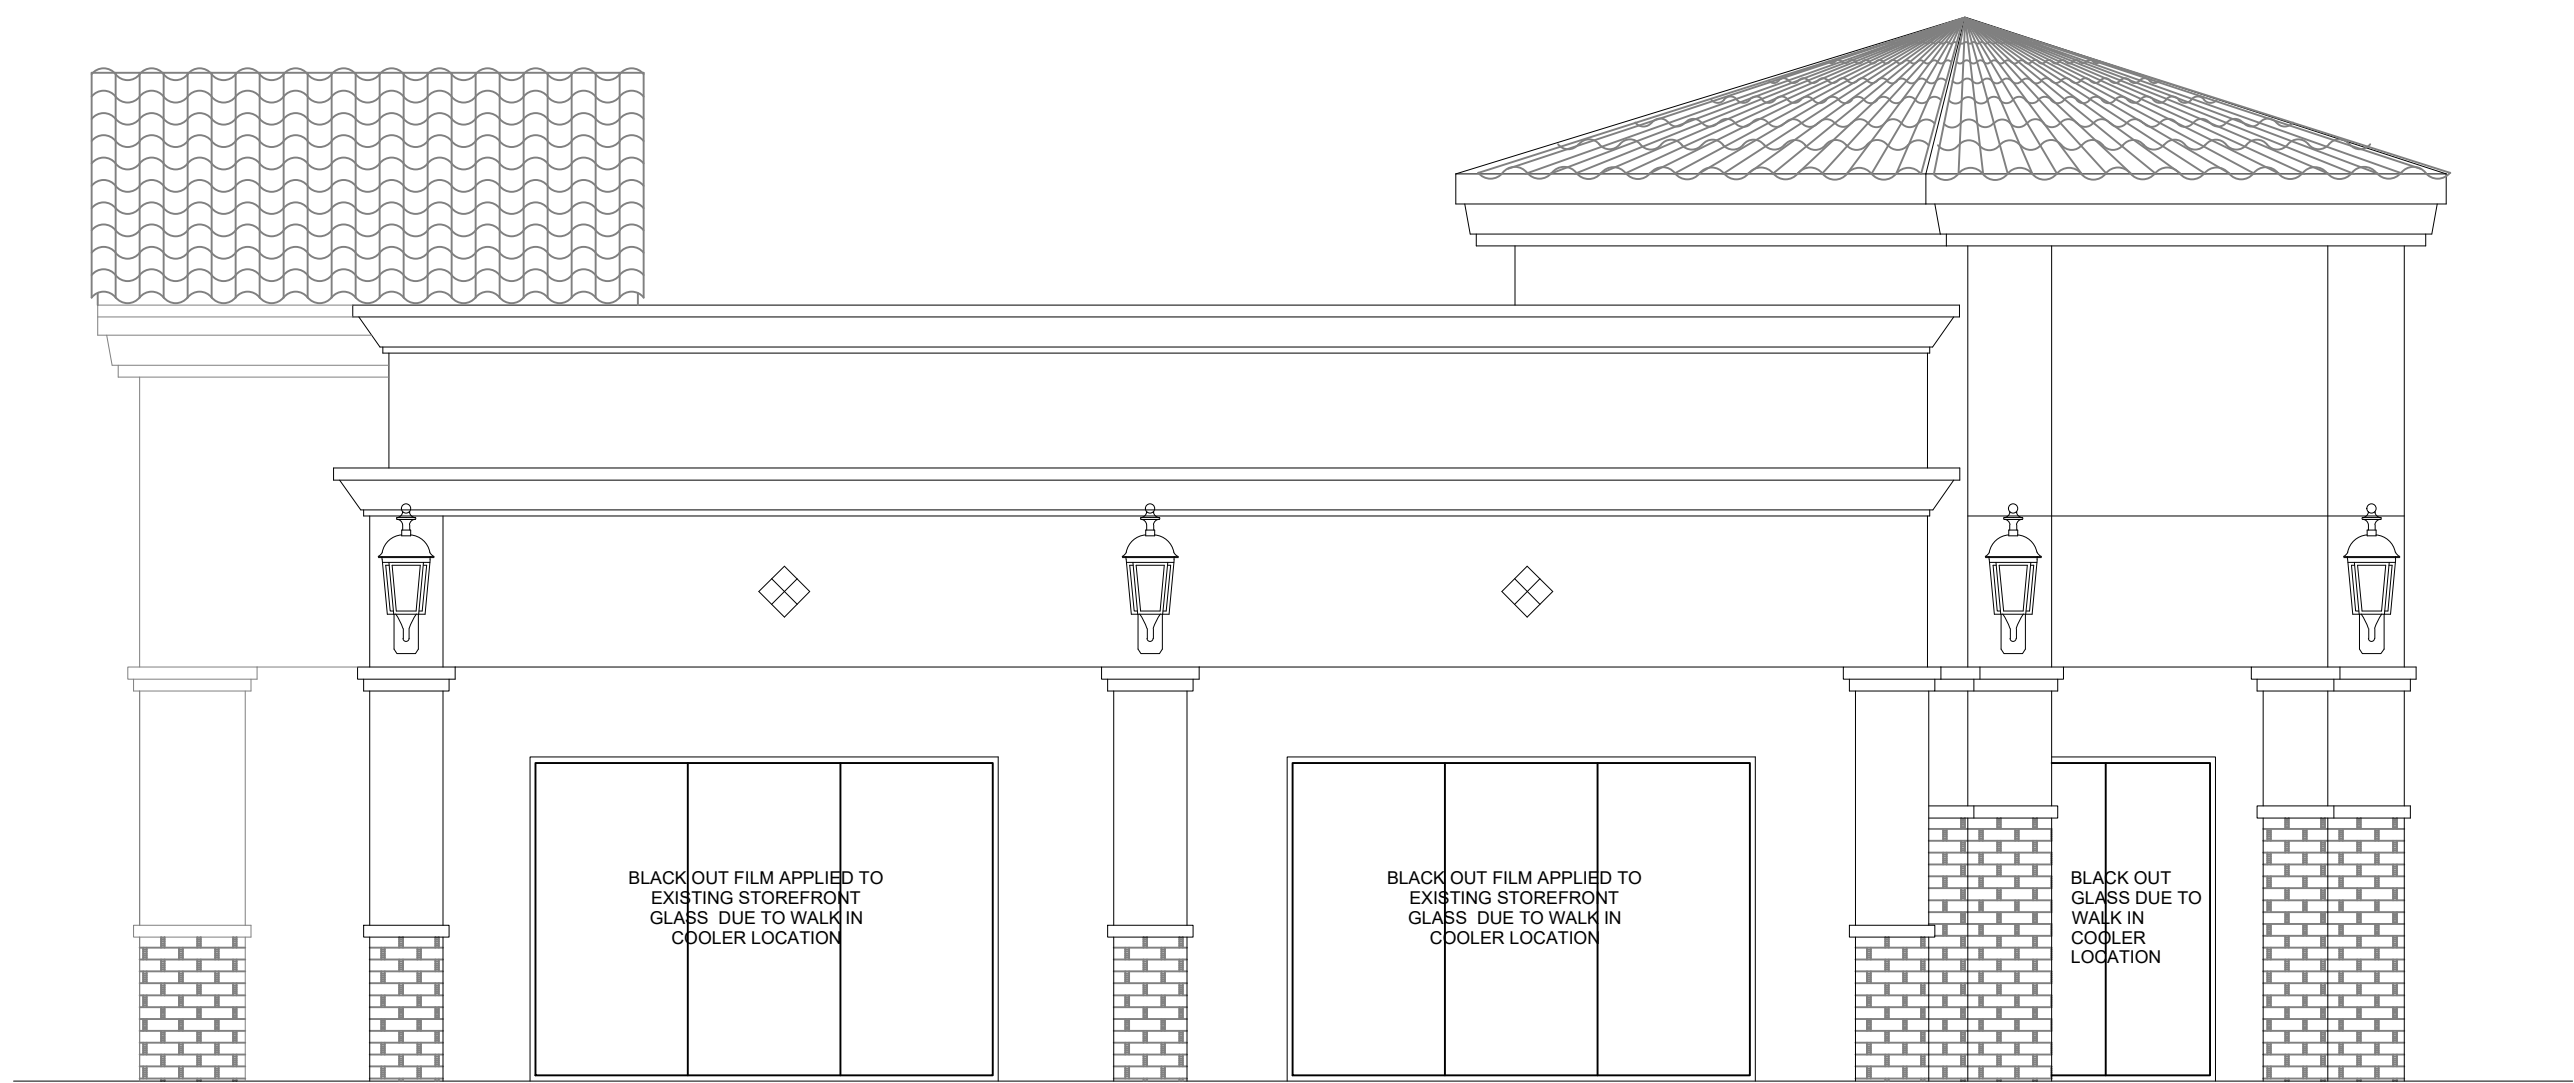 BLACK OUT FILM APPLIED TO
EXISTING STOREFRONT
GLASS  DUE TO WALK IN
COOLER LOCATION
BLACK OUT FILM APPLIED TO
EXISTING STOREFRONT
GLASS  DUE TO WALK IN
COOLER LOCATION
BLACK OUT
GLASS DUE TO
WALK IN
COOLER
LOCATION